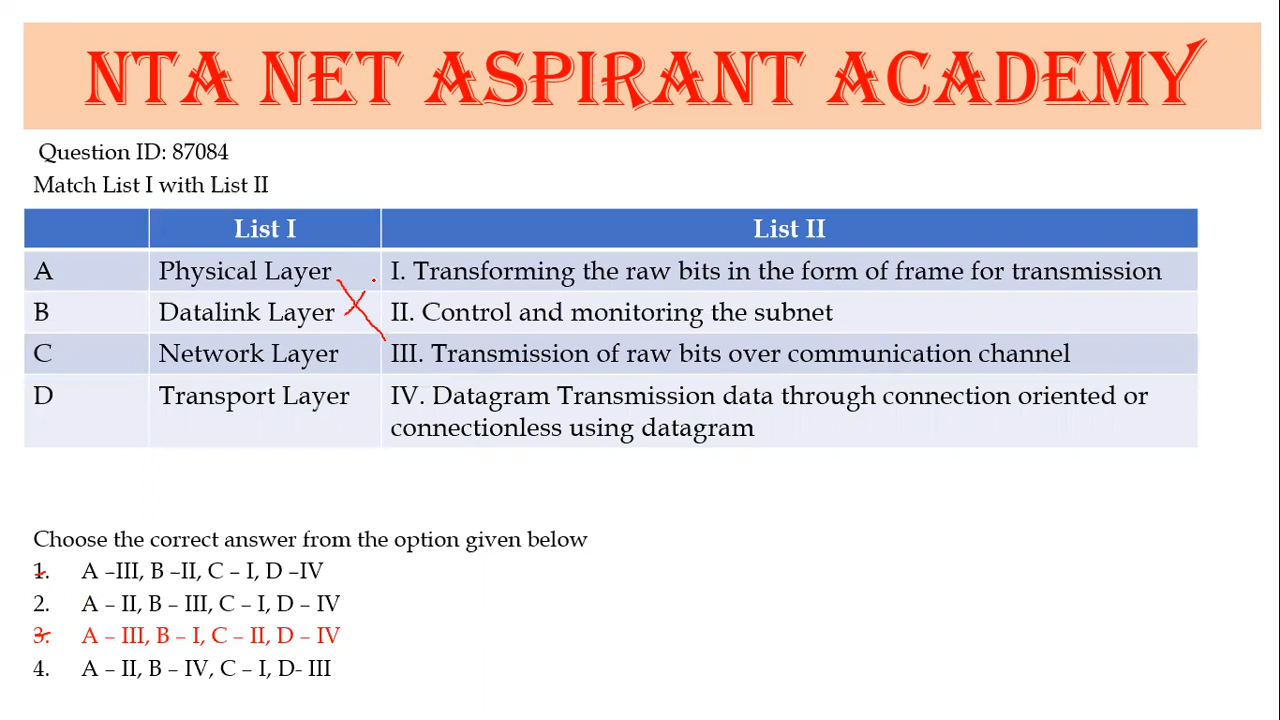 NTA NET ASPIRANT ACADEMY
Question ID: 87084
Match List I with List II
List I List II
A Physical Layer I. Transforming the raw bits in the form of frame for transmission
B Datalink Layer II. Control and monitoring the subnet
C Network Layer III. Transmission of raw bits over communication channel
D Transport Layer IV. Datagram Transmission data through connection oriented or
connectionless using datagram
Choose the correct answer from the option given below
1. A –III, B –II, C – I, D –IV
2. A – II, B – III, C – I, D – IV
3. A – III, B – I, C – II, D – IV
4. A – II, B – IV, C – I, D- III